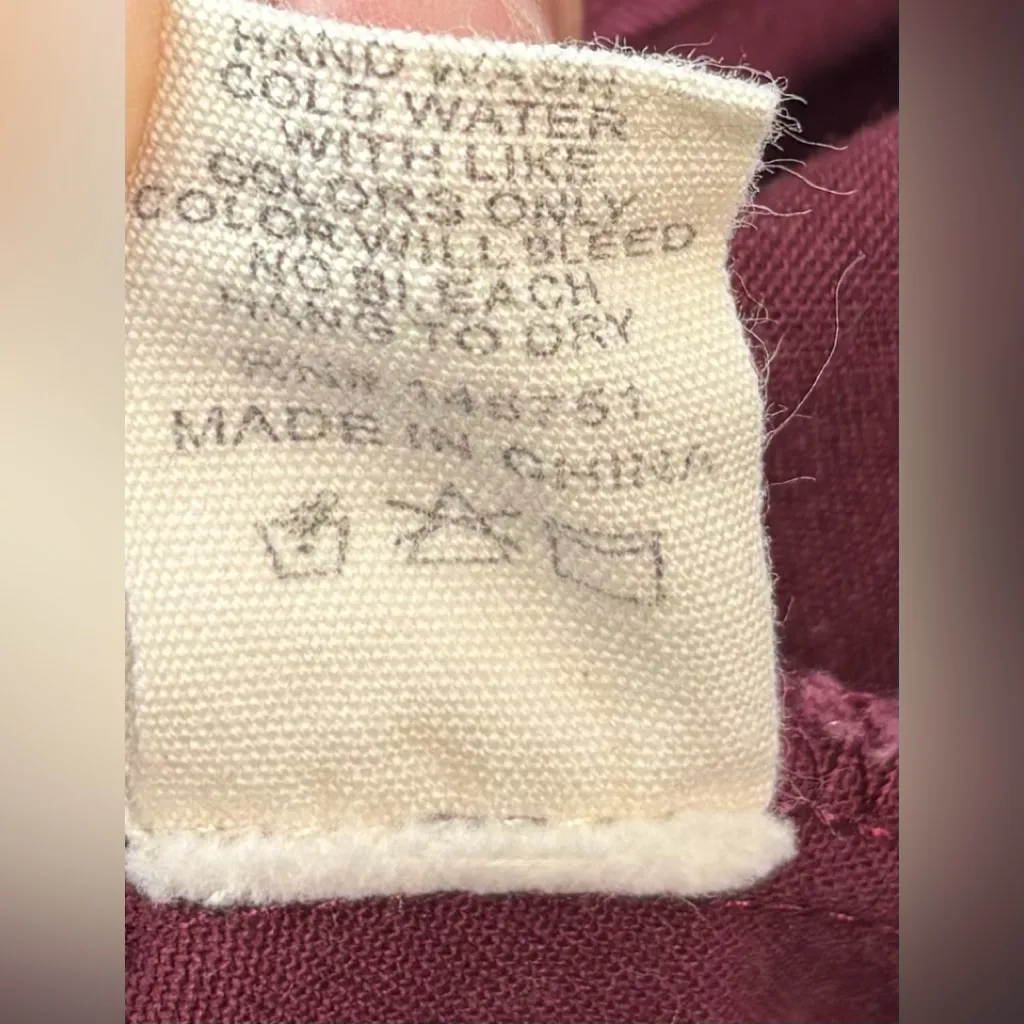 HAND WASH
COLD WATER
WITH LIKE
COLORS ONLY
COLOR WILL BLEED
NO BLEACH
HANG TO DRY
MADE IN CHINA